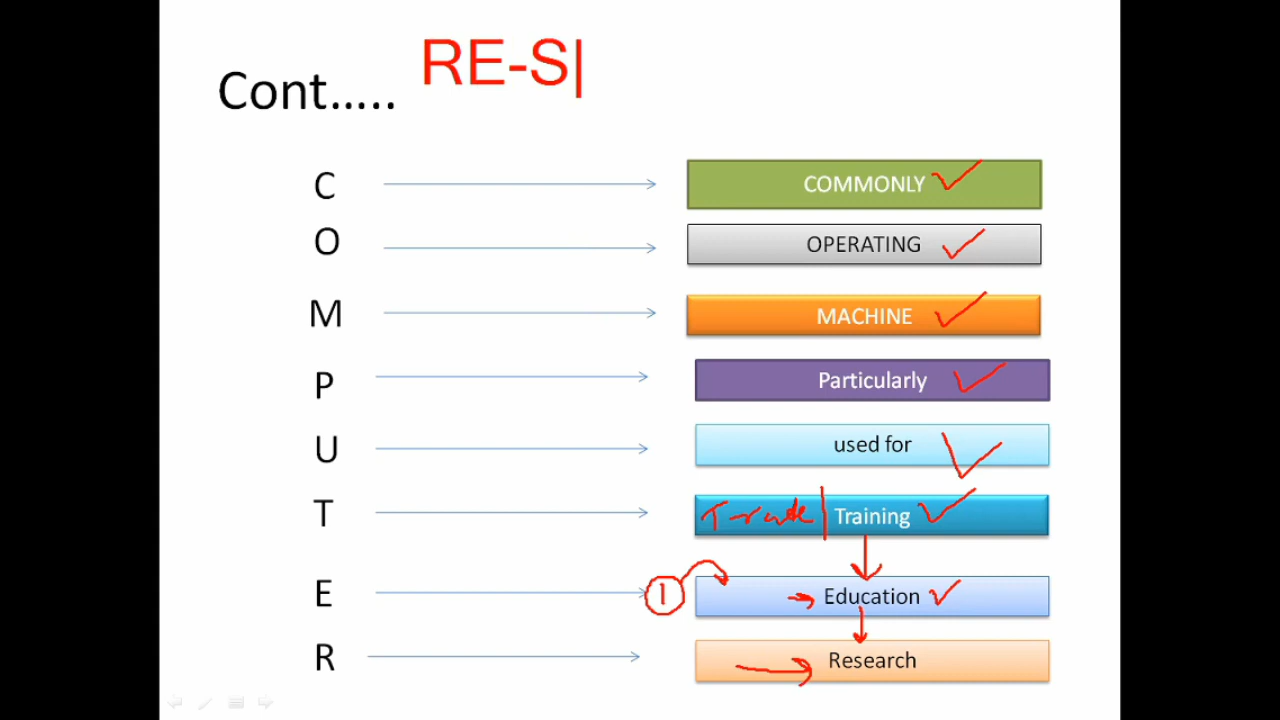 RE-S|
Cont.....
C COMMONLY
O OPERATING
M MACHINE
P Particularly
U used for
T Trade | Training
E 1 Education
R Research